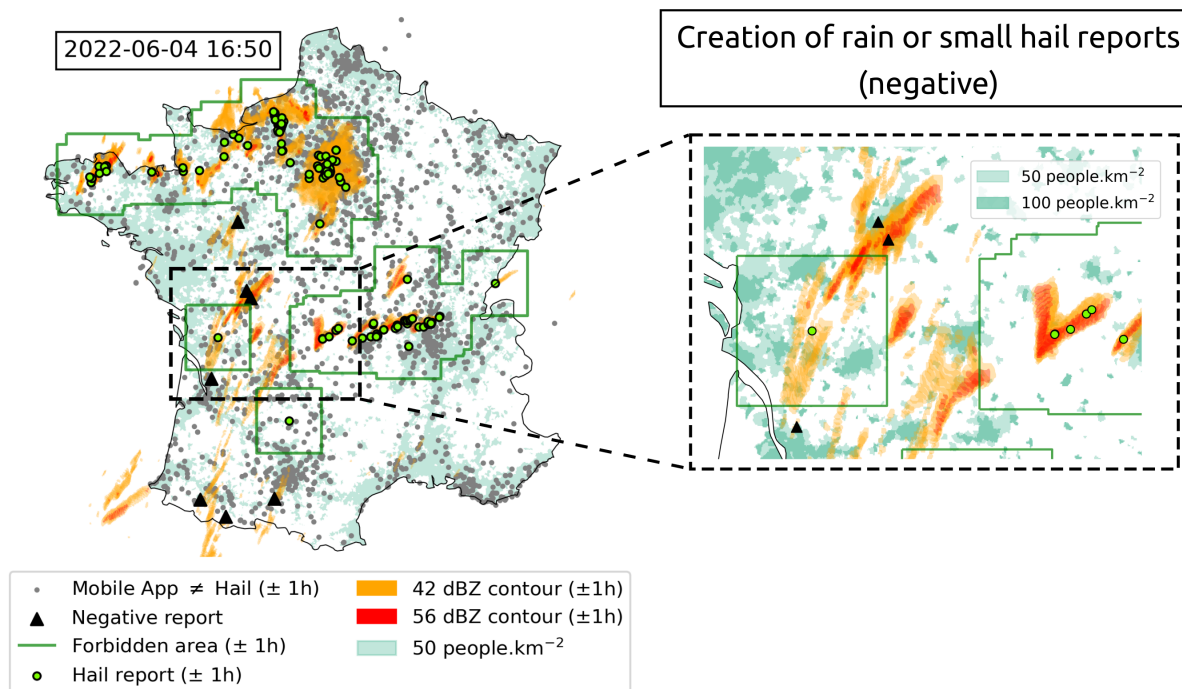 2022-06-04 16:50
Creation of rain or small hail reports
(negative)
50 people.km⁻²
100 people.km⁻²
Mobile App ≠ Hail (± 1h)
Negative report
Forbidden area (± 1h)
Hail report (± 1h)
42 dBZ contour (±1h)
56 dBZ contour (±1h)
50 people.km⁻²